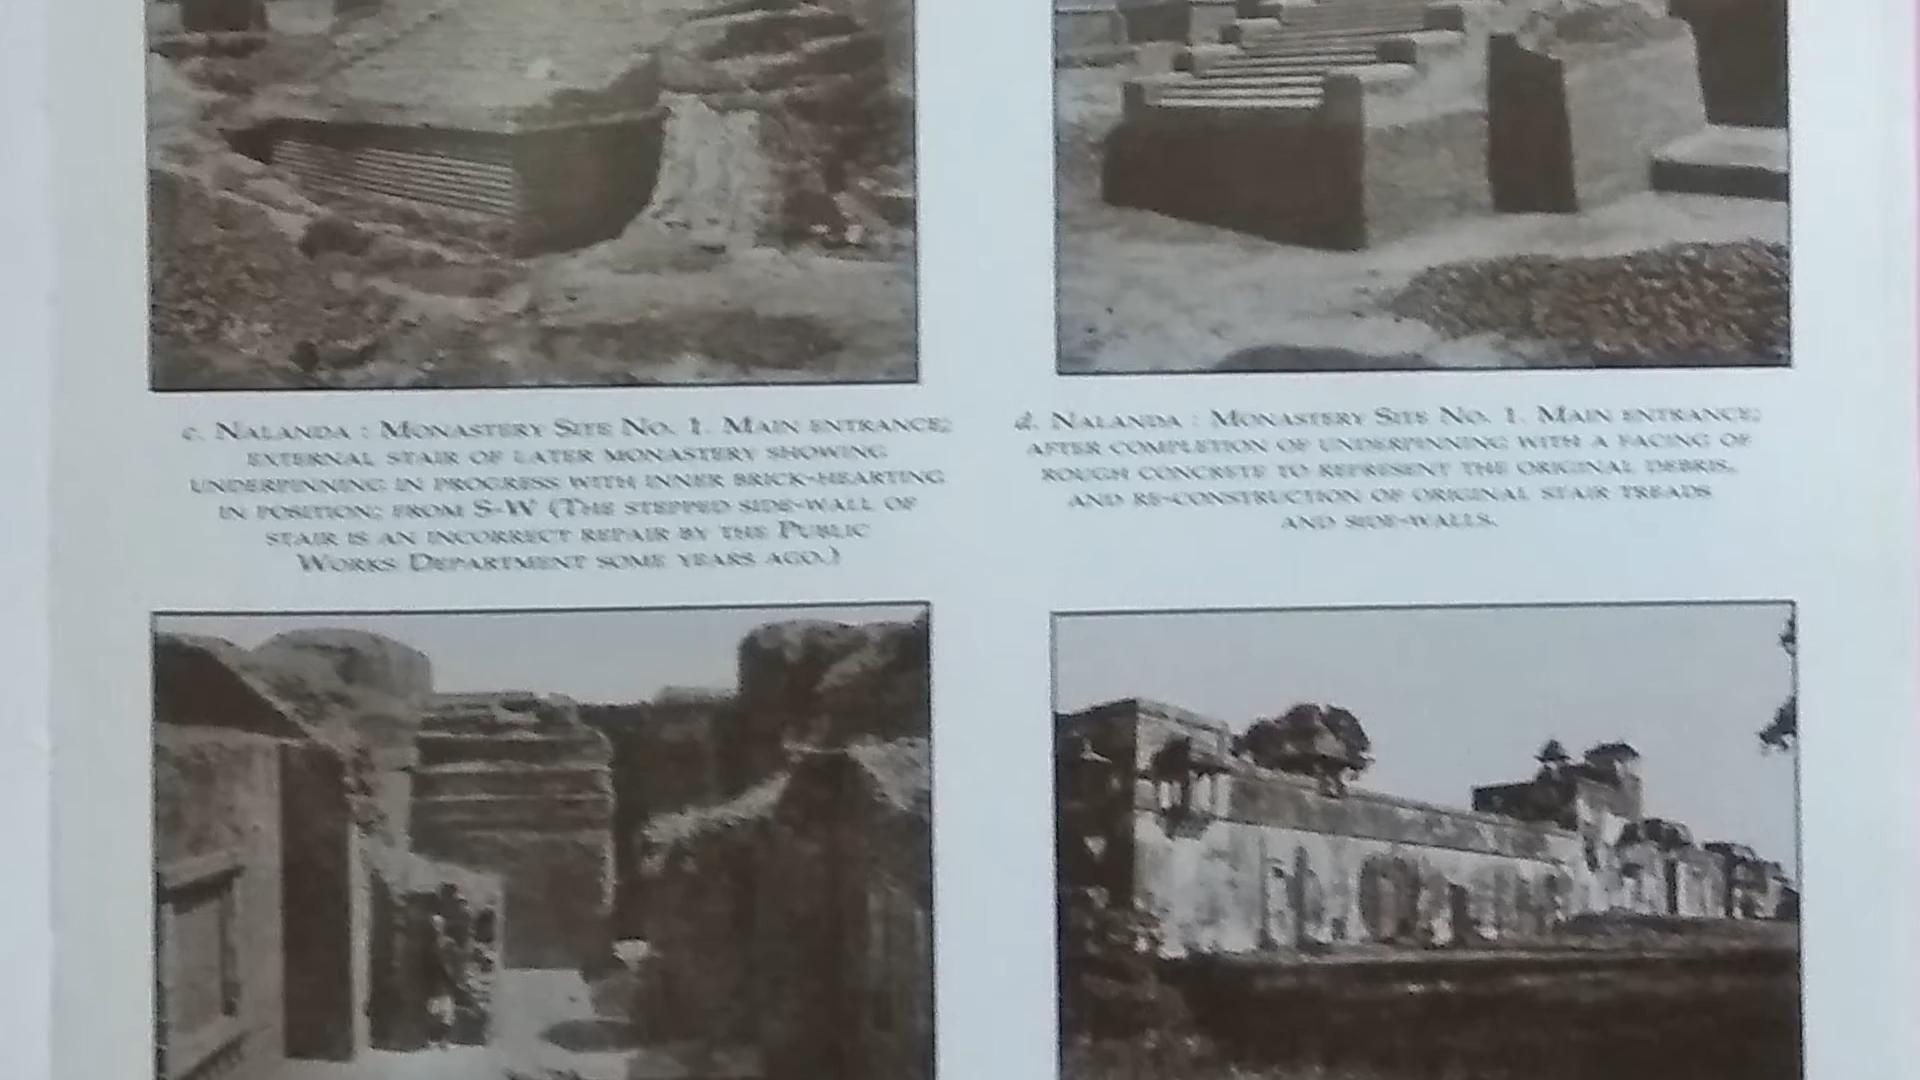 c. NALANDA : MONASTERY SITE NO. 1. MAIN ENTRANCE;
EXTERNAL STAIR OF LATER MONASTERY SHOWING
UNDERPINNING IN PROGRESS WITH INNER BRICK-HEARTING
IN POSITION; FROM S-W (THE STEPPED SIDE-WALL OF
STAIR IS AN INCORRECT REPAIR BY THE PUBLIC
WORKS DEPARTMENT SOME YEARS AGO.)
d. NALANDA : MONASTERY SITE NO. 1. MAIN ENTRANCE;
AFTER COMPLETION OF UNDERPINNING WITH A FACING OF
ROUGH CONCRETE TO REPRESENT THE ORIGINAL DEBRIS,
AND RE-CONSTRUCTION OF ORIGINAL STAIR TREADS
AND SIDE-WALLS.